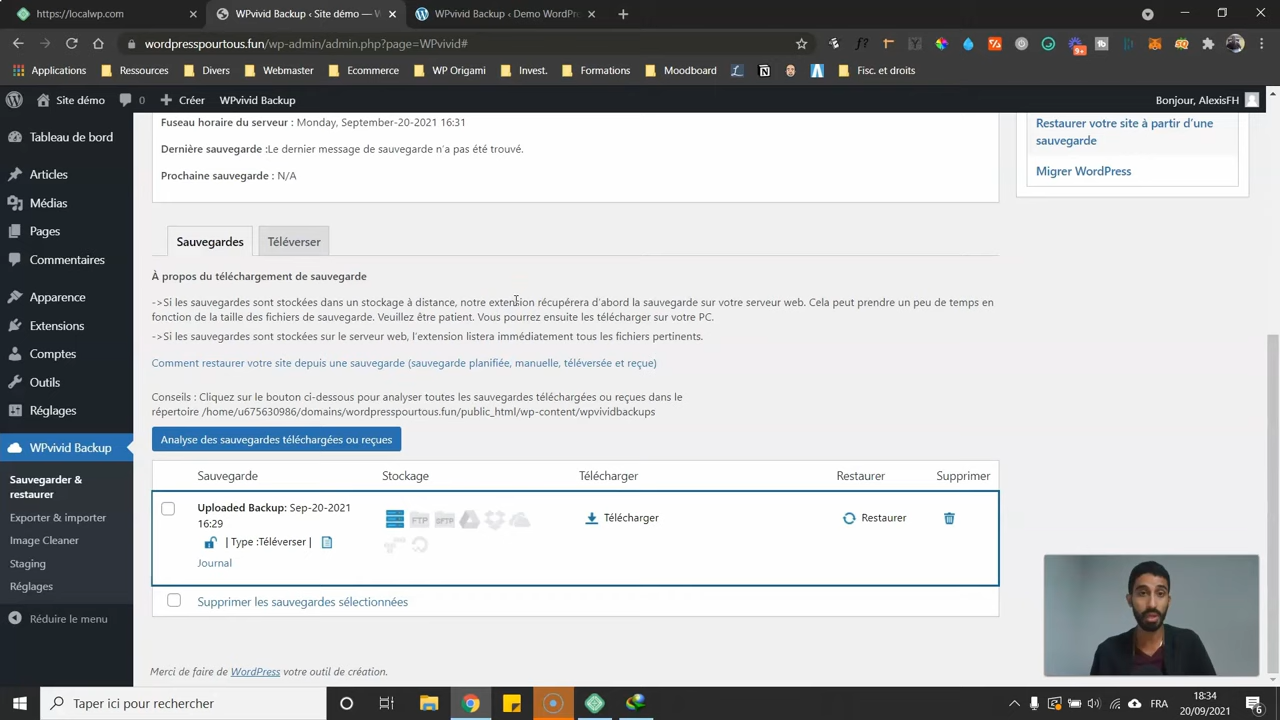 https://localwp.com
WPvivid Backup ‹ Site démo —
WPvivid Backup – Démo WordPr
wordpresspourtous.fun/wp-admin/admin.php?page=WPvivid#
Applications
Ressources
Divers
Webmaster
Ecommerce
WP Origami
Invest.
Formations
Moodboard
Fisc. et droits
Site démo
0
Créer
WPvivid Backup
Bonjour, AlexisFH
Tableau de bord
Articles
Médias
Pages
Commentaires
Apparence
Extensions
Comptes
Outils
Réglages
WPvivid Backup
Sauvegarder &
restaurer
Exporter & importer
Image Cleaner
Staging
Réglages
Réduire le menu
Fuseau horaire du serveur : Monday, September-20-2021 16:31
Dernière sauvegarde :Le dernier message de sauvegarde n’a pas été trouvé.
Prochaine sauvegarde : N/A
Restaurer votre site à partir d’une
sauvegarde
Migrer WordPress
Sauvegardes
Téléverser
À propos du téléchargement de sauvegarde
->Si les sauvegardes sont stockées dans un stockage à distance, notre extension récupérera d’abord la sauvegarde sur votre serveur web. Cela peut prendre un peu de temps en
fonction de la taille des fichiers de sauvegarde. Veuillez être patient. Vous pourrez ensuite les télécharger sur votre PC.
->Si les sauvegardes sont stockées sur le serveur web, l’extension listera immédiatement tous les fichiers pertinents.
Comment restaurer votre site depuis une sauvegarde (sauvegarde planifiée, manuelle, téléversée et reçue)
Conseils : Cliquez sur le bouton ci-dessous pour analyser toutes les sauvegardes téléchargées ou reçues dans le
répertoire /home/u675630986/domains/wordpresspourtous.fun/public_html/wp-content/wpvividbackups
Analyse des sauvegardes téléchargées ou reçues
Sauvegarde
Stockage
Télécharger
Restaurer
Supprimer
Uploaded Backup: Sep-20-2021
16:29
| Type :Téléverser |
Journal
FTP
SFTP
Télécharger
Restaurer
Supprimer les sauvegardes sélectionnées
Merci de faire de WordPress votre outil de création.
Taper ici pour rechercher
FRA
18:34
20/09/2021
6